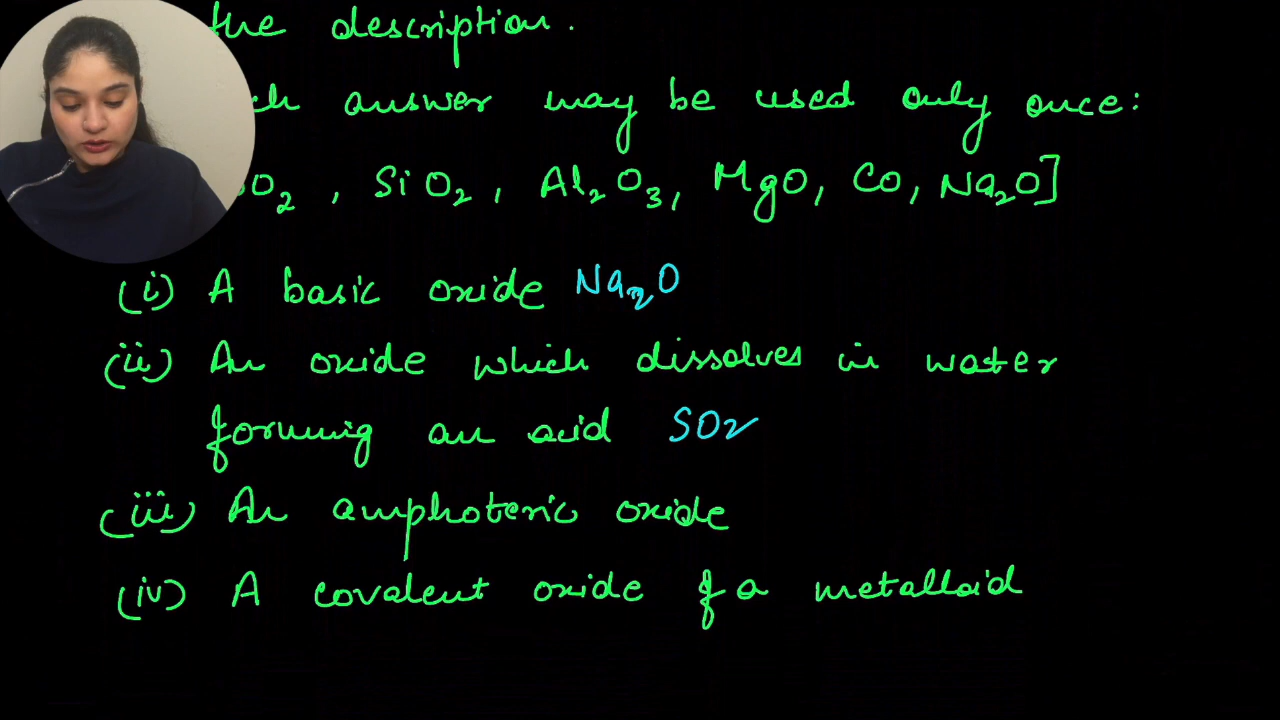 the description.
ch answer may be used only once:
O₂, SiO₂, Al₂O₃, MgO, CO, Na₂O]
(i) A basic oxide Na₂O
(ii) An oxide which dissolves in water
forming an acid SO₂
(iii) An amphoteric oxide
(iv) A covalent oxide of a metalloid